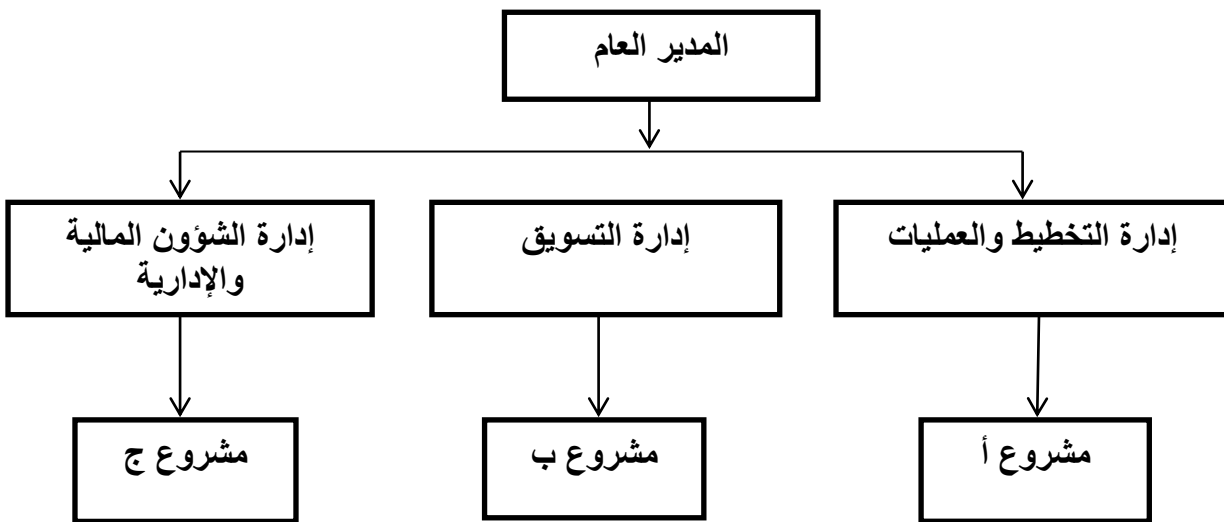 المدير العام
إدارة التخطيط والعمليات
إدارة التسويق
إدارة الشؤون المالية
والإدارية
مشروع أ
مشروع ب
مشروع ج